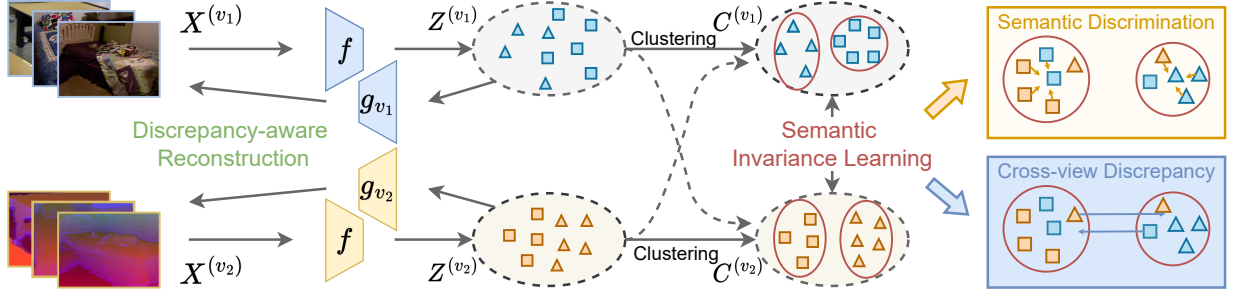 X^(v₁)
f
Z^(v₁)
Clustering
C^(v₁)
Semantic Discrimination
g_v₁
Discrepancy-aware
Reconstruction
Semantic
Invariance Learning
g_v₂
Cross-view Discrepancy
X^(v₂)
f
Z^(v₂)
Clustering
C^(v₂)